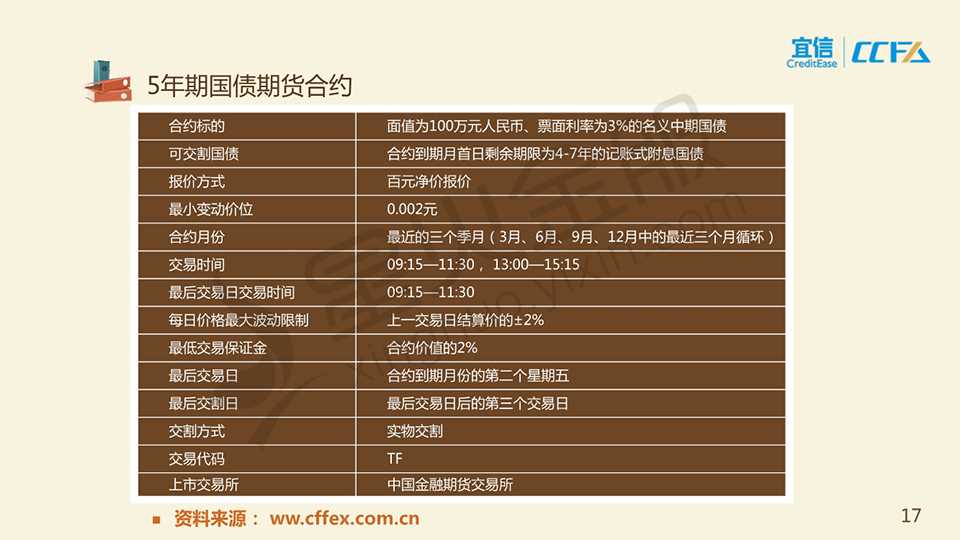 宜信
CreditEase
CCFA
5年期国债期货合约
合约标的 面值为100万元人民币、票面利率为3%的名义中期国债
可交割国债 合约到期月首日剩余期限为4-7年的记账式附息国债
报价方式 百元净价报价
最小变动价位 0.002元
合约月份 最近的三个季月（3月、6月、9月、12月中的最近三个月循环）
交易时间 09:15—11:30， 13:00—15:15
最后交易日交易时间 09:15—11:30
每日价格最大波动限制 上一交易日结算价的±2%
最低交易保证金 合约价值的2%
最后交易日 合约到期月份的第二个星期五
最后交割日 最后交易日后的第三个交易日
交割方式 实物交割
交易代码 TF
上市交易所 中国金融期货交易所
资料来源： ww.cffex.com.cn
17